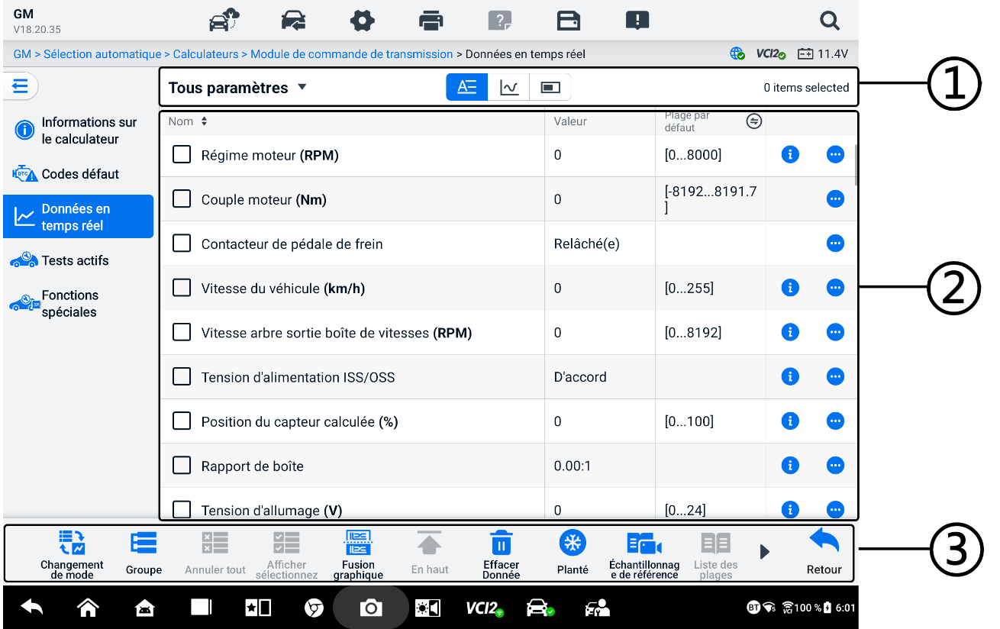 GM
V18.20.35
GM > Sélection automatique > Calculateurs > Module de commande de transmission > Données en temps réel
VCI2
11.4V
Tous paramètres
0 items selected
1
Informations sur
le calculateur
Codes défaut
DTC
Données en
temps réel
Tests actifs
Fonctions
spéciales
SP
Nom
Valeur
Plage par
défaut
Régime moteur (RPM)
0
[0...8000]
Couple moteur (Nm)
0
[-8192...8191.7
]
Contacteur de pédale de frein
Relâché(e)
Vitesse du véhicule (km/h)
0
[0...255]
2
Vitesse arbre sortie boîte de vitesses (RPM)
0
[0...8192]
Tension d'alimentation ISS/OSS
D'accord
Position du capteur calculée (%)
0
[0...100]
Rapport de boîte
0.00:1
Tension d'allumage (V)
0
[0...24]
Changement
de mode
Groupe
Annuler tout
Afficher
sélectionnez
Fusion
graphique
En haut
Effacer
Donnée
Planté
Échantillonnag
e de référence
Liste des
plages
Retour
3
VCI2
BT
5
VCI
100 %
6:01